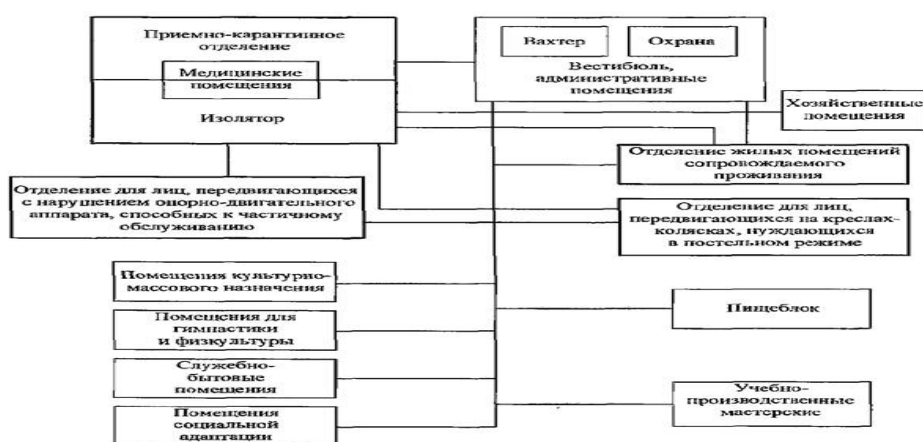 Приемно-карантинное
отделение
Медицинские
помещения
Изолятор
Вахтер
Охрана
Вестибюль,
административные
помещения
Хозяйственные
помещения
Отделение жилых помещений
сопровождаемого
проживания
Отделение для лиц, передвигающихся
с нарушением опорно-двигательного
аппарата, способных к частичному
обслуживанию
Отделение для лиц,
передвигающихся на креслах-
колясках, нуждающихся
в постельном режиме
Помещения культурно-
массового назначения
Помещения для
гимнастики
и физкультуры
Служебно-
бытовые
помещения
Помещения
социальной
адаптации
Пищеблок
Учебно-
производственные
мастерские